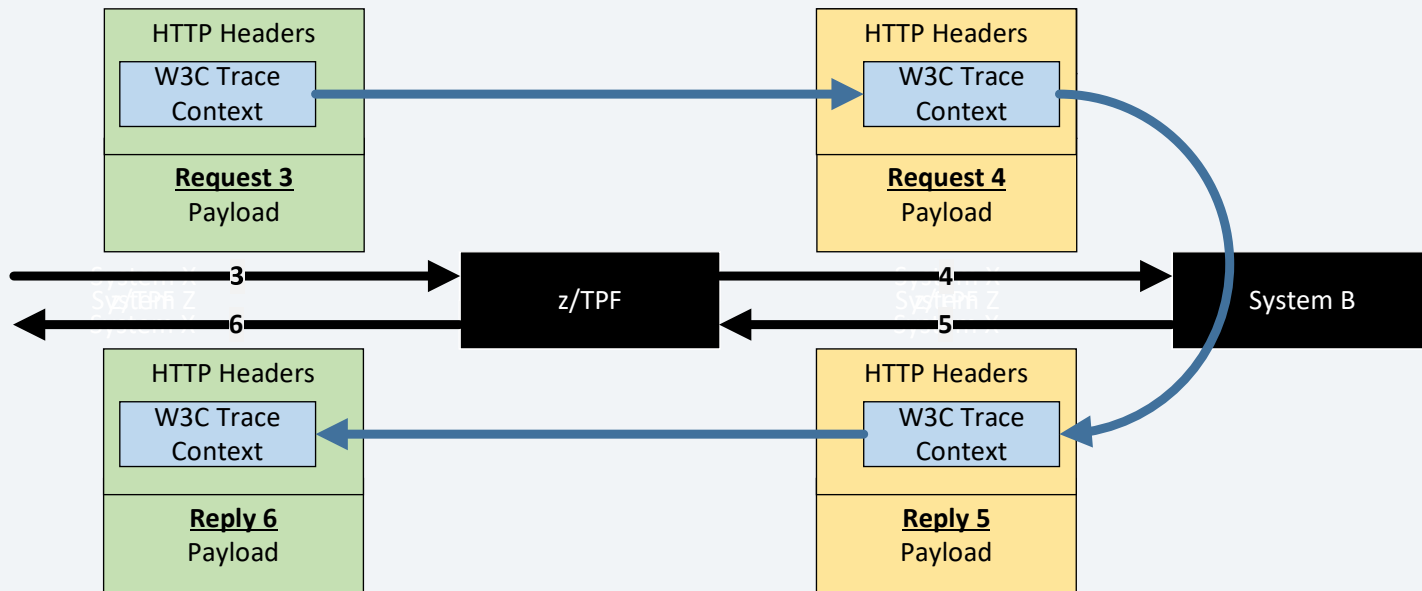 HTTP Headers
W3C Trace
Context
Request 3
Payload
HTTP Headers
W3C Trace
Context
Request 4
Payload
3
6
z/TPF
4
5
System B
HTTP Headers
W3C Trace
Context
Reply 6
Payload
HTTP Headers
W3C Trace
Context
Reply 5
Payload